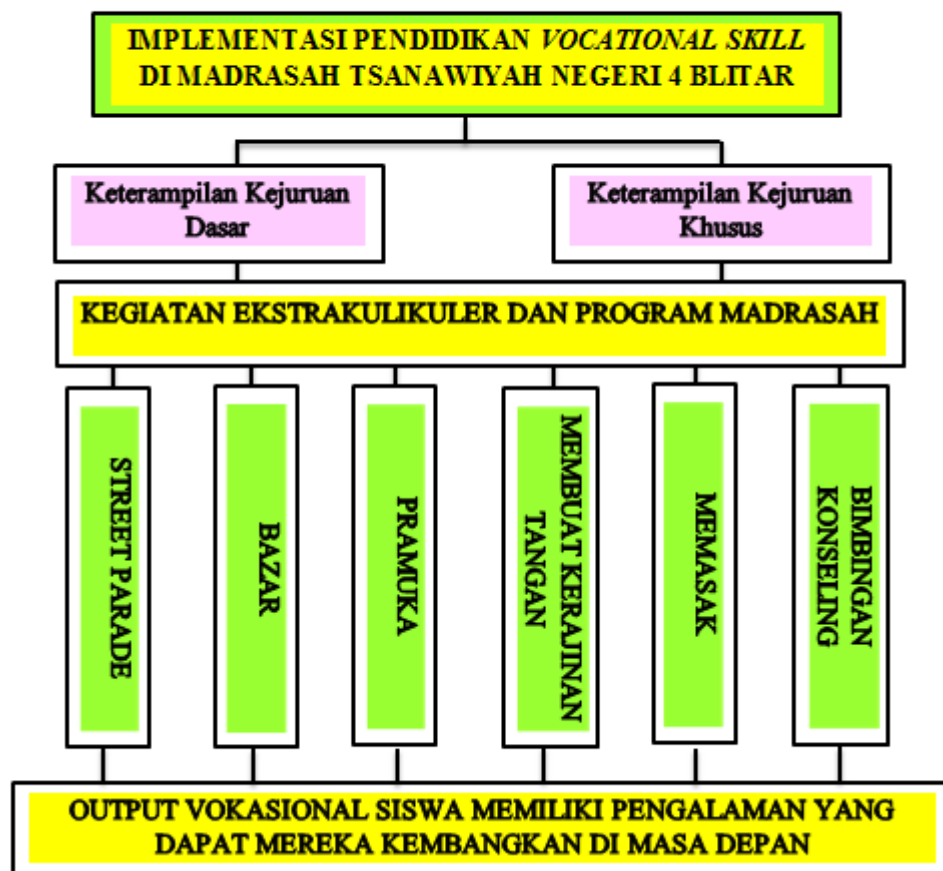 IMPLEMENTASI PENDIDIKAN VOCATIONAL SKILL
DI MADRASAH TSANAWIYAH NEGERI 4 BLITAR
Keterampilan Kejuruan
Dasar
Keterampilan Kejuruan
Khusus
KEGIATAN EKSTRAKULIKULER DAN PROGRAM MADRASAH
STREET PARADE
BAZAR
PRAMUKA
MEMBUAT KERAJINAN
TANGAN
MEMASAK
BIMBINGAN
KONSELING
OUTPUT VOKASIONAL SISWA MEMILIKI PENGALAMAN YANG
DAPAT MEREKA KEMBANGKAN DI MASA DEPAN